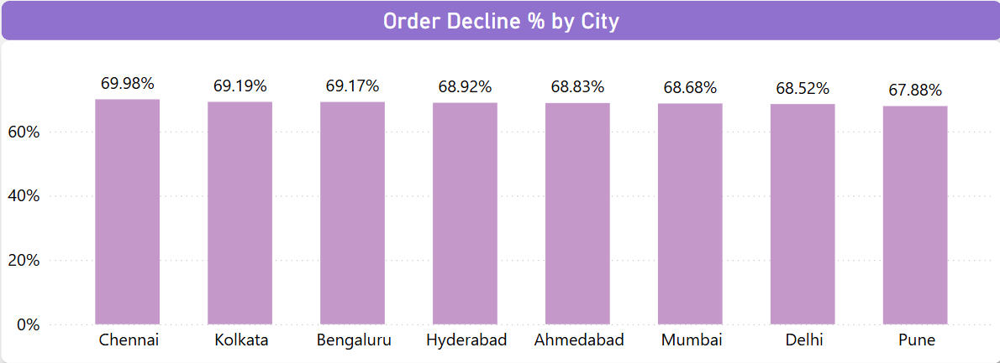 Order Decline % by City
69.98% 69.19% 69.17% 68.92% 68.83% 68.68% 68.52% 67.88%
60%
40%
20%
0%
Chennai Kolkata Bengaluru Hyderabad Ahmedabad Mumbai Delhi Pune